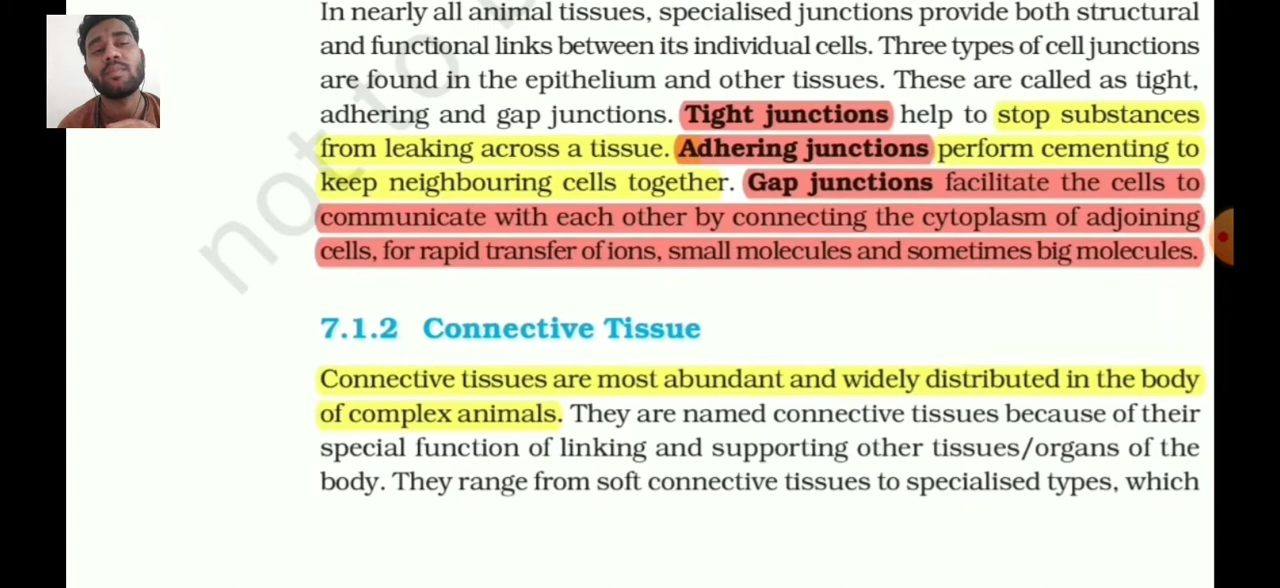 In nearly all animal tissues, specialised junctions provide both structural
and functional links between its individual cells. Three types of cell junctions
are found in the epithelium and other tissues. These are called as tight,
adhering and gap junctions. Tight junctions help to stop substances
from leaking across a tissue. Adhering junctions perform cementing to
keep neighbouring cells together. Gap junctions facilitate the cells to
communicate with each other by connecting the cytoplasm of adjoining
cells, for rapid transfer of ions, small molecules and sometimes big molecules.
not to b
7.1.2 Connective Tissue
Connective tissues are most abundant and widely distributed in the body
of complex animals. They are named connective tissues because of their
special function of linking and supporting other tissues/organs of the
body. They range from soft connective tissues to specialised types, which